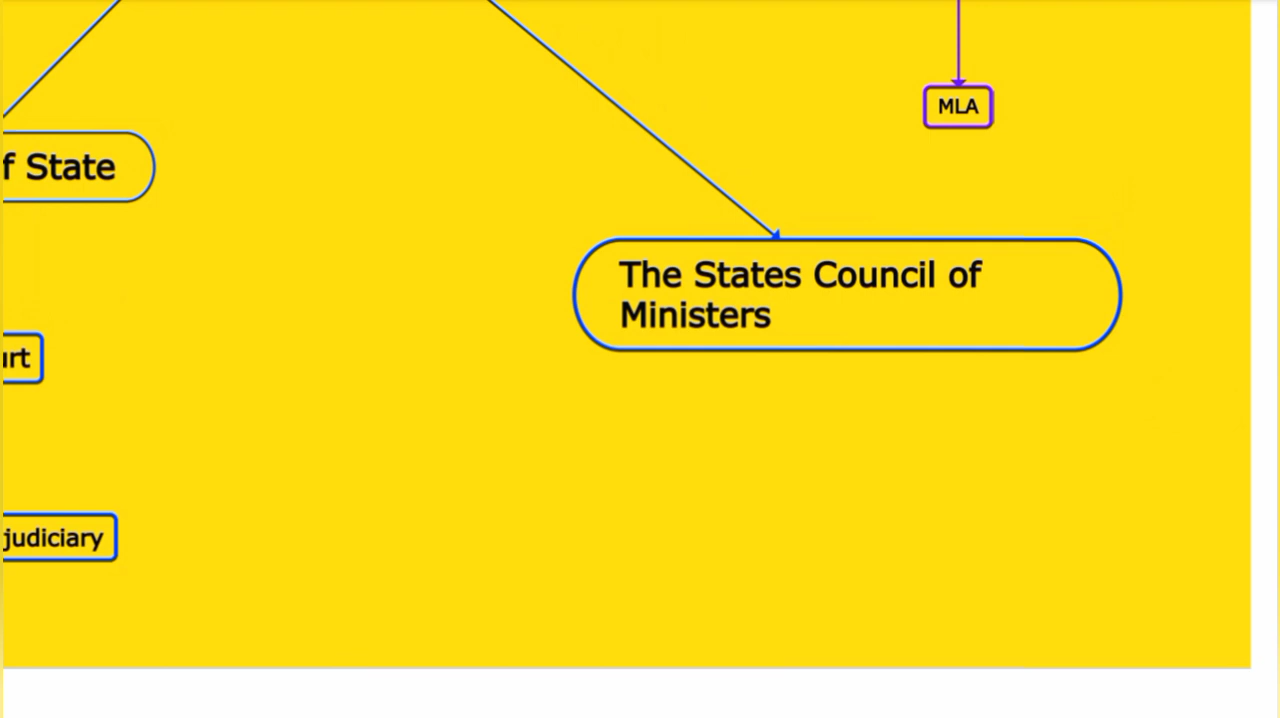 MLA
f State
The States Council of
Ministers
urt
judiciary